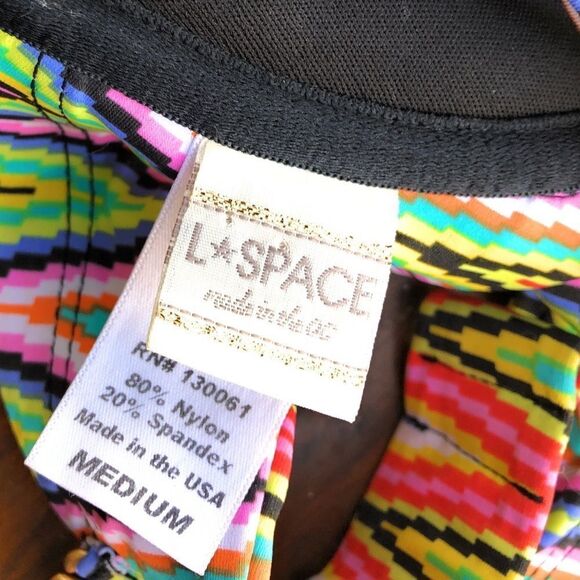 L★SPACE
made in the OC
RN# 130061
80% Nylon
20% Spandex
Made in the USA
MEDIUM